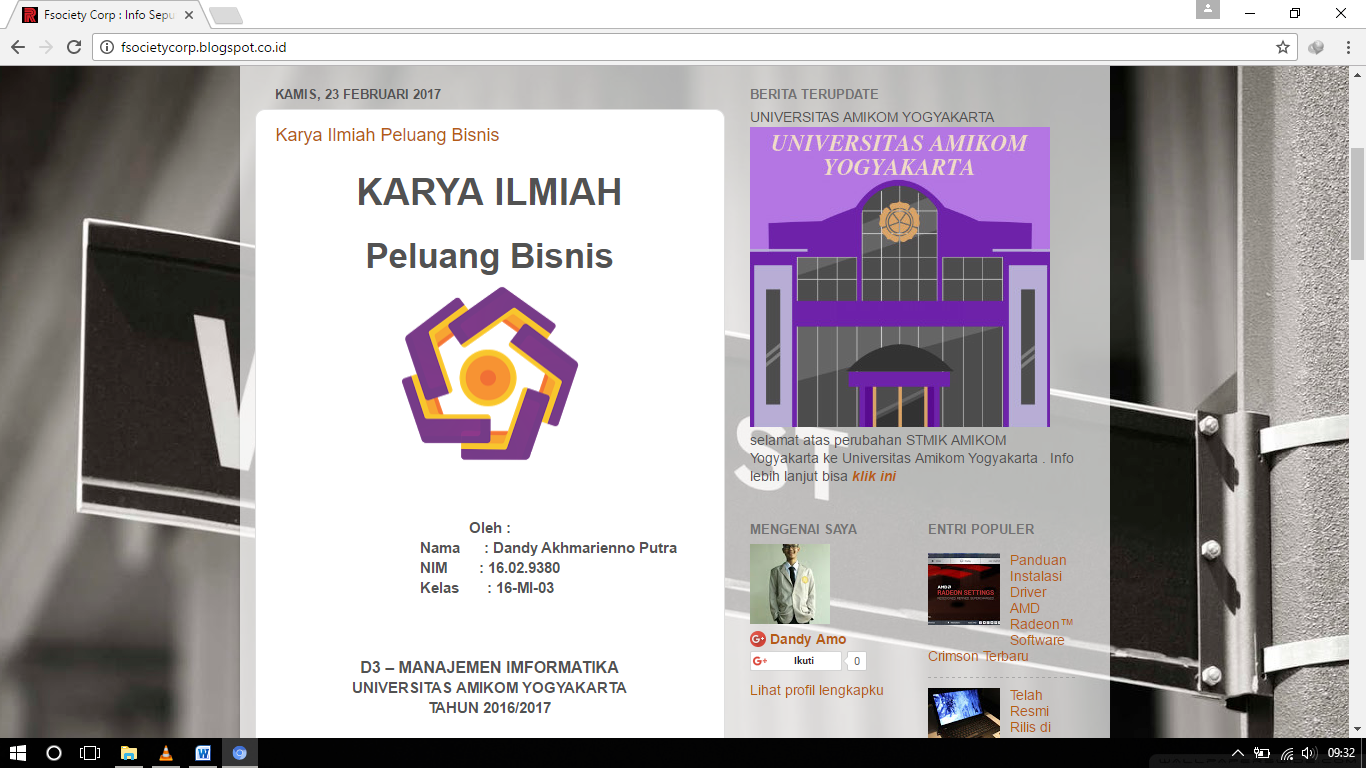 Fsociety Corp : Info Sepu
fsocietycorp.blogspot.co.id
KAMIS, 23 FEBRUARI 2017
Karya Ilmiah Peluang Bisnis
KARYA ILMIAH
Peluang Bisnis
Oleh :
Nama : Dandy Akhmarienno Putra
NIM : 16.02.9380
Kelas : 16-MI-03
D3 – MANAJEMEN IMFORMATIKA
UNIVERSITAS AMIKOM YOGYAKARTA
TAHUN 2016/2017
BERITA TERUPDATE
UNIVERSITAS AMIKOM YOGYAKARTA
UNIVERSITAS AMIKOM
YOGYAKARTA
selamat atas perubahan STMIK AMIKOM
Yogyakarta ke Universitas Amikom Yogyakarta . Info
lebih lanjut bisa klik ini
MENGENAI SAYA
Dandy Amo
Ikuti 0
Lihat profil lengkapku
ENTRI POPULER
RADEON SETTINGS
Panduan
Instalasi
Driver
AMD
Radeon™
Software
Crimson Terbaru
Telah
Resmi
Rilis di
ST
09:32